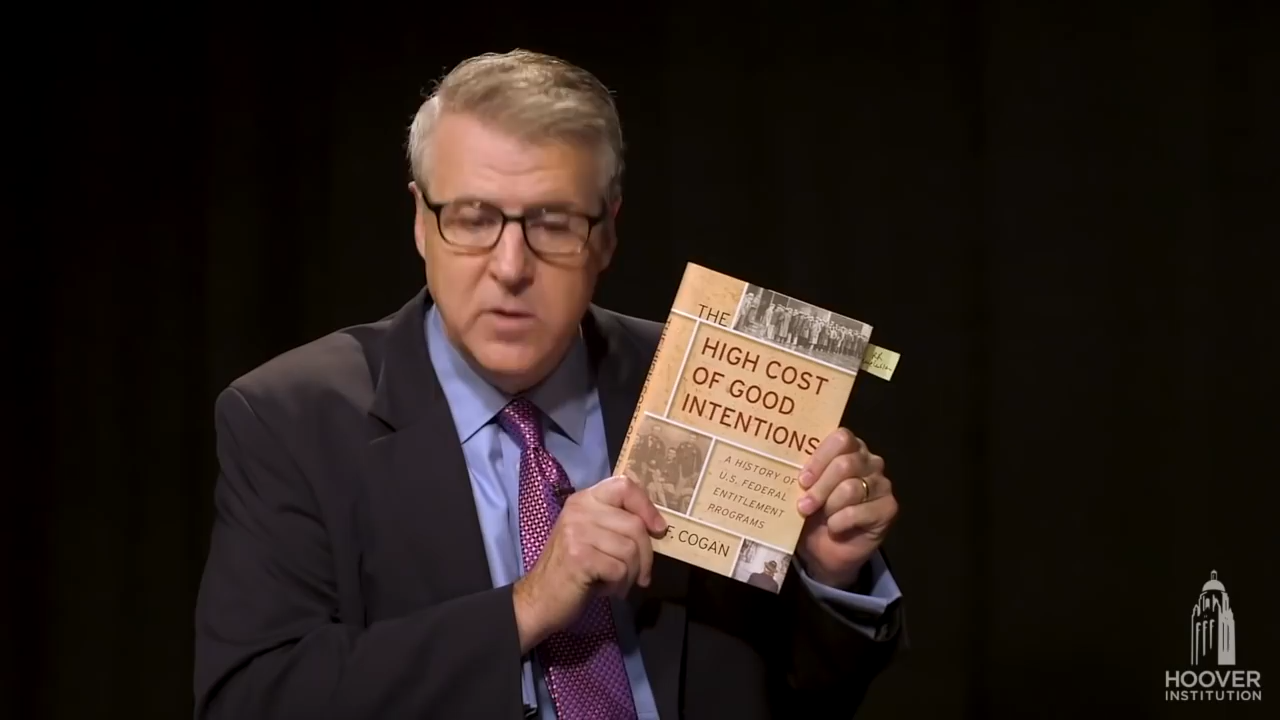 THE
HIGH COST
OF GOOD
INTENTIONS
A HISTORY OF
U.S. FEDERAL
ENTITLEMENT
PROGRAMS
F. COGAN
HOOVER
INSTITUTION